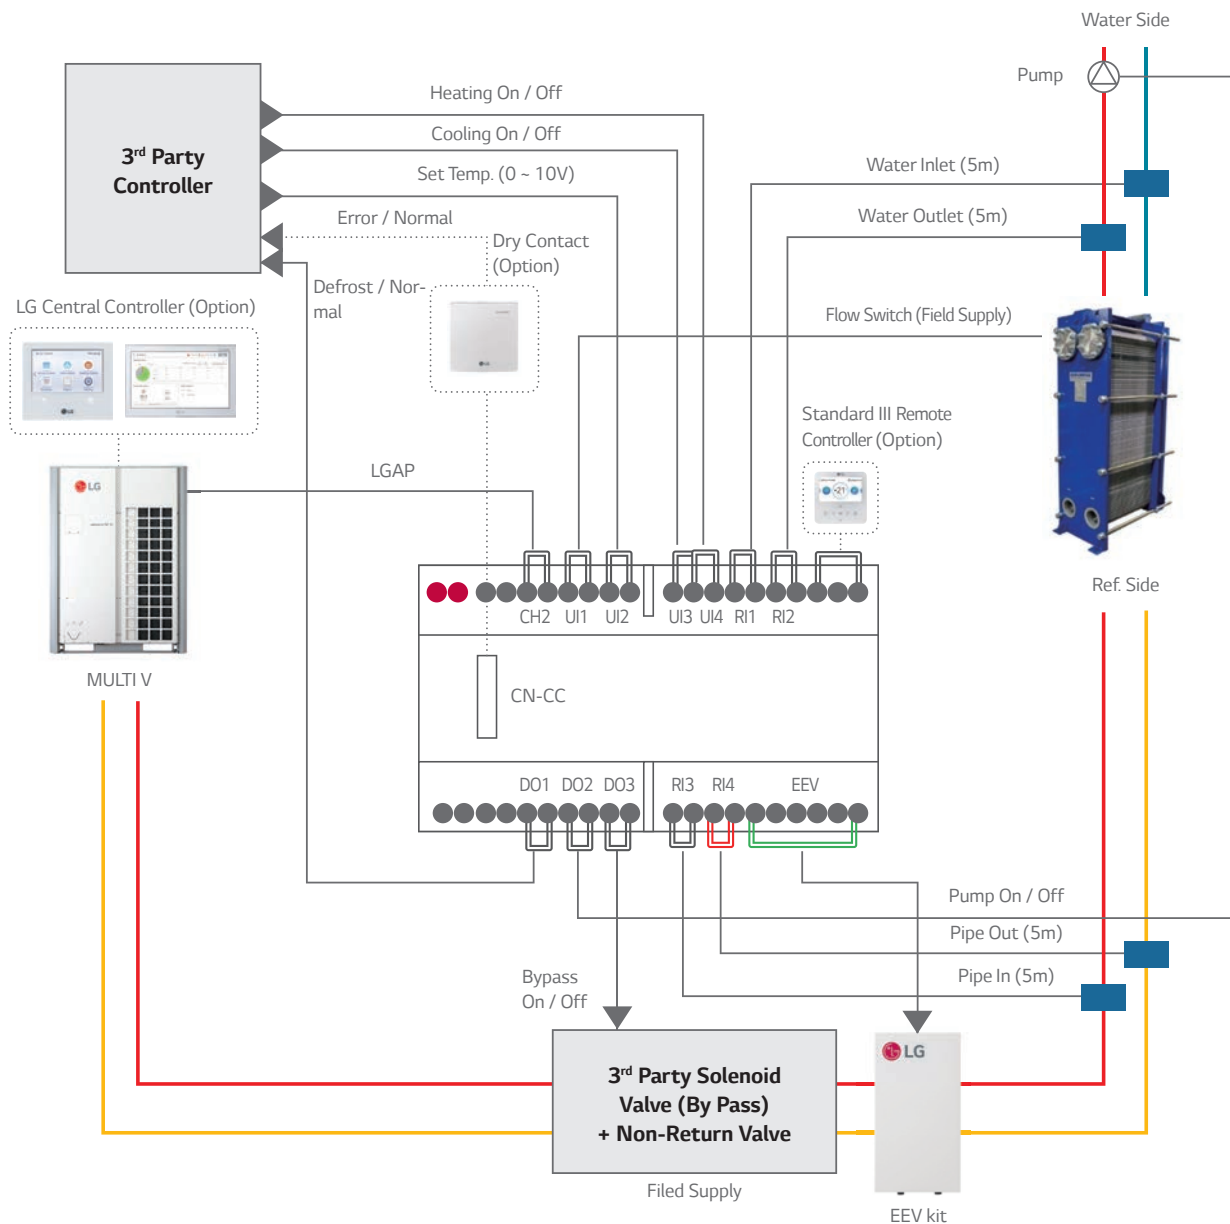 Water Side
Pump
Heating On / Off
Cooling On / Off
3rd Party
Controller
Set Temp. (0 ~ 10V)
Water Inlet (5m)
Water Outlet (5m)
Error / Normal
Dry Contact
(Option)
Defrost / Nor-
mal
LG Central Controller (Option)
Flow Switch (Field Supply)
LG
LG
Standard III Remote
Controller (Option)
LGAP
LG
21
Ref. Side
CH2 UI1 UI2 UI3 UI4 RI1 RI2
MULTI V
CN-CC
DO1 DO2 DO3 RI3 RI4 EEV
Pump On / Off
Pipe Out (5m)
Bypass
On / Off
Pipe In (5m)
LG
3rd Party Solenoid
Valve (By Pass)
+ Non-Return Valve
Filed Supply
EEV kit